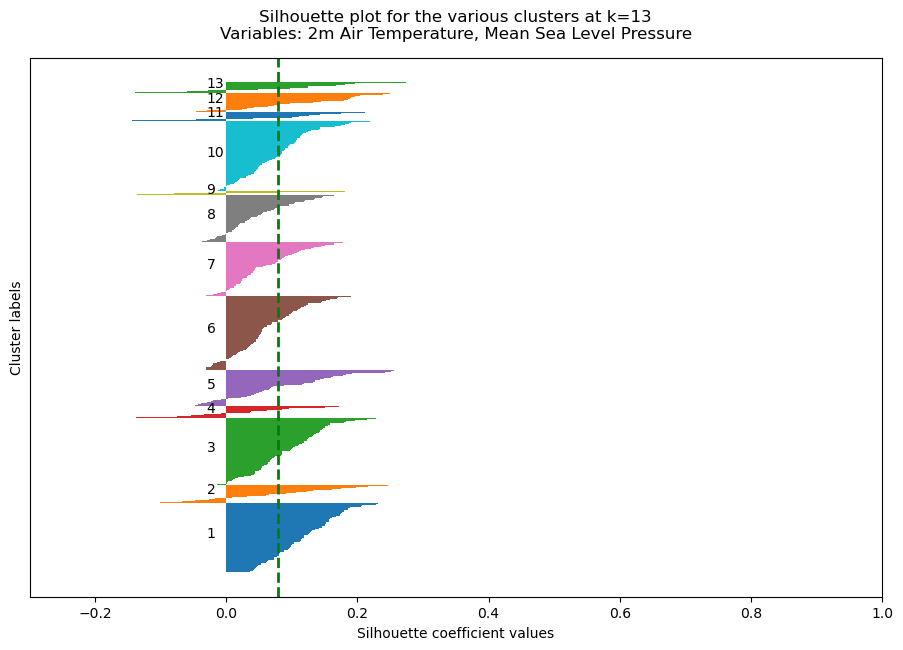 Silhouette plot for the various clusters at k=13
Variables: 2m Air Temperature, Mean Sea Level Pressure
13
12
11
10
9
8
7
6
5
4
3
2
1
Cluster labels
−0.2 0.0 0.2 0.4 0.6 0.8 1.0
Silhouette coefficient values